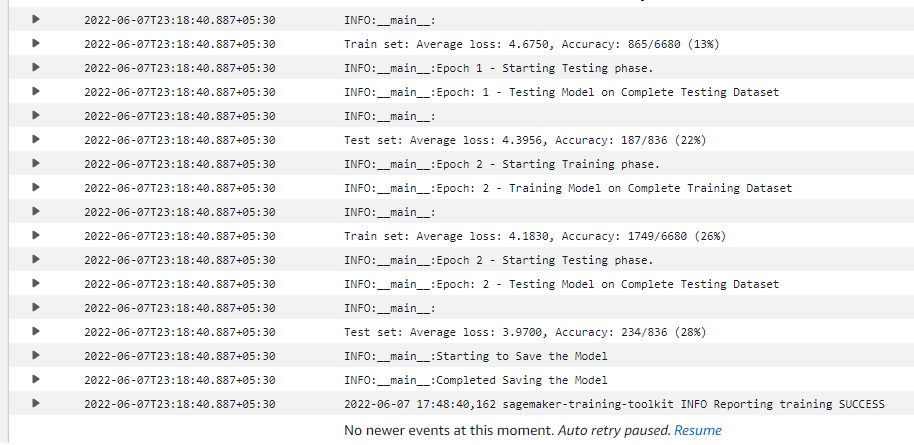 2022-06-07T23:18:40.887+05:30 INFO:__main__:
2022-06-07T23:18:40.887+05:30 Train set: Average loss: 4.6750, Accuracy: 865/6680 (13%)
2022-06-07T23:18:40.887+05:30 INFO:__main__:Epoch 1 - Starting Testing phase.
2022-06-07T23:18:40.887+05:30 INFO:__main__:Epoch: 1 - Testing Model on Complete Testing Dataset
2022-06-07T23:18:40.887+05:30 INFO:__main__:
2022-06-07T23:18:40.887+05:30 Test set: Average loss: 4.3956, Accuracy: 187/836 (22%)
2022-06-07T23:18:40.887+05:30 INFO:__main__:Epoch 2 - Starting Training phase.
2022-06-07T23:18:40.887+05:30 INFO:__main__:Epoch: 2 - Training Model on Complete Training Dataset
2022-06-07T23:18:40.887+05:30 INFO:__main__:
2022-06-07T23:18:40.887+05:30 Train set: Average loss: 4.1830, Accuracy: 1749/6680 (26%)
2022-06-07T23:18:40.887+05:30 INFO:__main__:Epoch 2 - Starting Testing phase.
2022-06-07T23:18:40.887+05:30 INFO:__main__:Epoch: 2 - Testing Model on Complete Testing Dataset
2022-06-07T23:18:40.887+05:30 INFO:__main__:
2022-06-07T23:18:40.887+05:30 Test set: Average loss: 3.9700, Accuracy: 234/836 (28%)
2022-06-07T23:18:40.887+05:30 INFO:__main__:Starting to Save the Model
2022-06-07T23:18:40.887+05:30 INFO:__main__:Completed Saving the Model
2022-06-07T23:18:40.887+05:30 2022-06-07 17:48:40,162 sagemaker-training-toolkit INFO Reporting training SUCCESS
No newer events at this moment. Auto retry paused. Resume